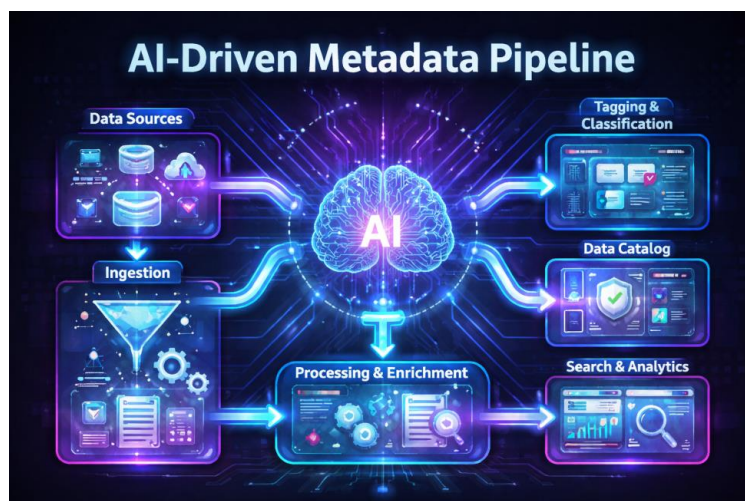 AI-Driven Metadata Pipeline
Data Sources
Tagging &
Classification
AI
Ingestion
Data Catalog
Processing & Enrichment
Search & Analytics